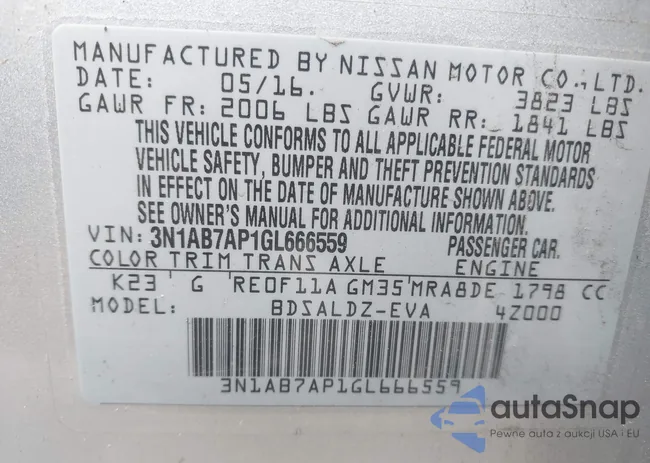 MANUFACTURED BY NISSAN MOTOR CO., LTD.
DATE: 05/16. GVWR: 3823 LBS
GAWR FR: 2006 LBS GAWR RR: 1841 LBS
THIS VEHICLE CONFORMS TO ALL APPLICABLE FEDERAL MOTOR
VEHICLE SAFETY, BUMPER AND THEFT PREVENTION STANDARDS
IN EFFECT ON THE DATE OF MANUFACTURE SHOWN ABOVE.
SEE OWNER'S MANUAL FOR ADDITIONAL INFORMATION.
VIN: 3N1AB7AP1GL666559 PASSENGER CAR.
COLOR TRIM TRANS AXLE ENGINE
K23 G RE0F11A GM35 MRA8DE 1798 CC
MODEL: BDSALDZ-EVA 4Z000
3N1AB7AP1GL666559
autaSnap
Pewne auta z aukcji USA i EU